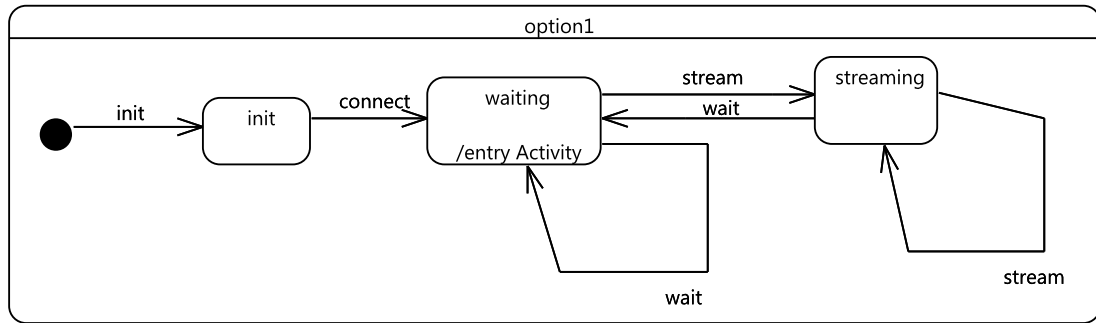 option1
init
init
connect
waiting
/entry Activity
stream
wait
streaming
wait
stream